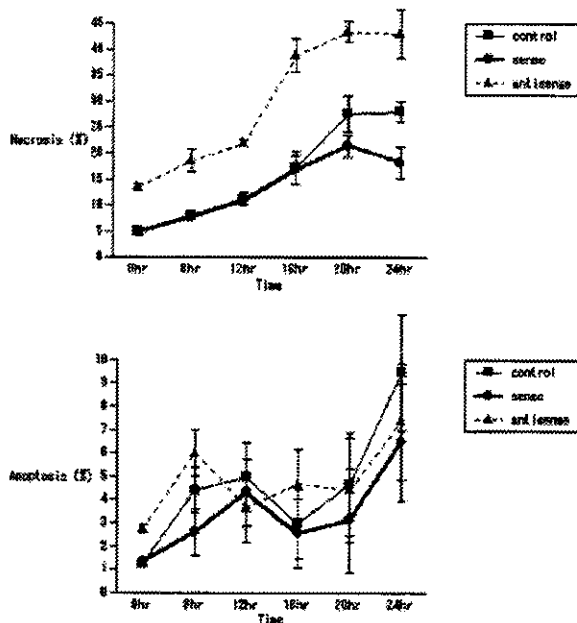 45
40
35
30
25
20
15
10
5
0
Necrosis (%)
0hr 8hr 12hr 16hr 20hr 24hr
Time
control
sense
antisense
10
9
8
7
6
5
4
3
2
1
0
Apoptosis (%)
0hr 8hr 12hr 16hr 20hr 24hr
Time
control
sense
antisense